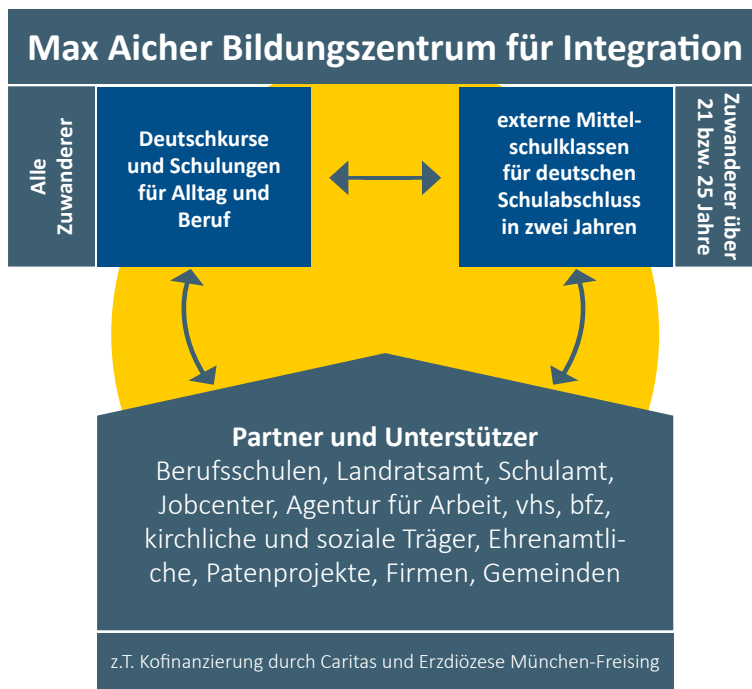 Max Aicher Bildungszentrum für Integration
Alle
Zuwanderer
Deutschkurse
und Schulungen
für Alltag und
Beruf
externe Mittel-
schulklassen
für deutschen
Schulabschluss
in zwei Jahren
Zuwanderer über
21 bzw. 25 Jahre
Partner und Unterstützer
Berufsschulen, Landratsamt, Schulamt,
Jobcenter, Agentur für Arbeit, vhs, bfz,
kirchliche und soziale Träger, Ehrenamtli-
che, Patenprojekte, Firmen, Gemeinden
z.T. Kofinanzierung durch Caritas und Erzdiözese München-Freising